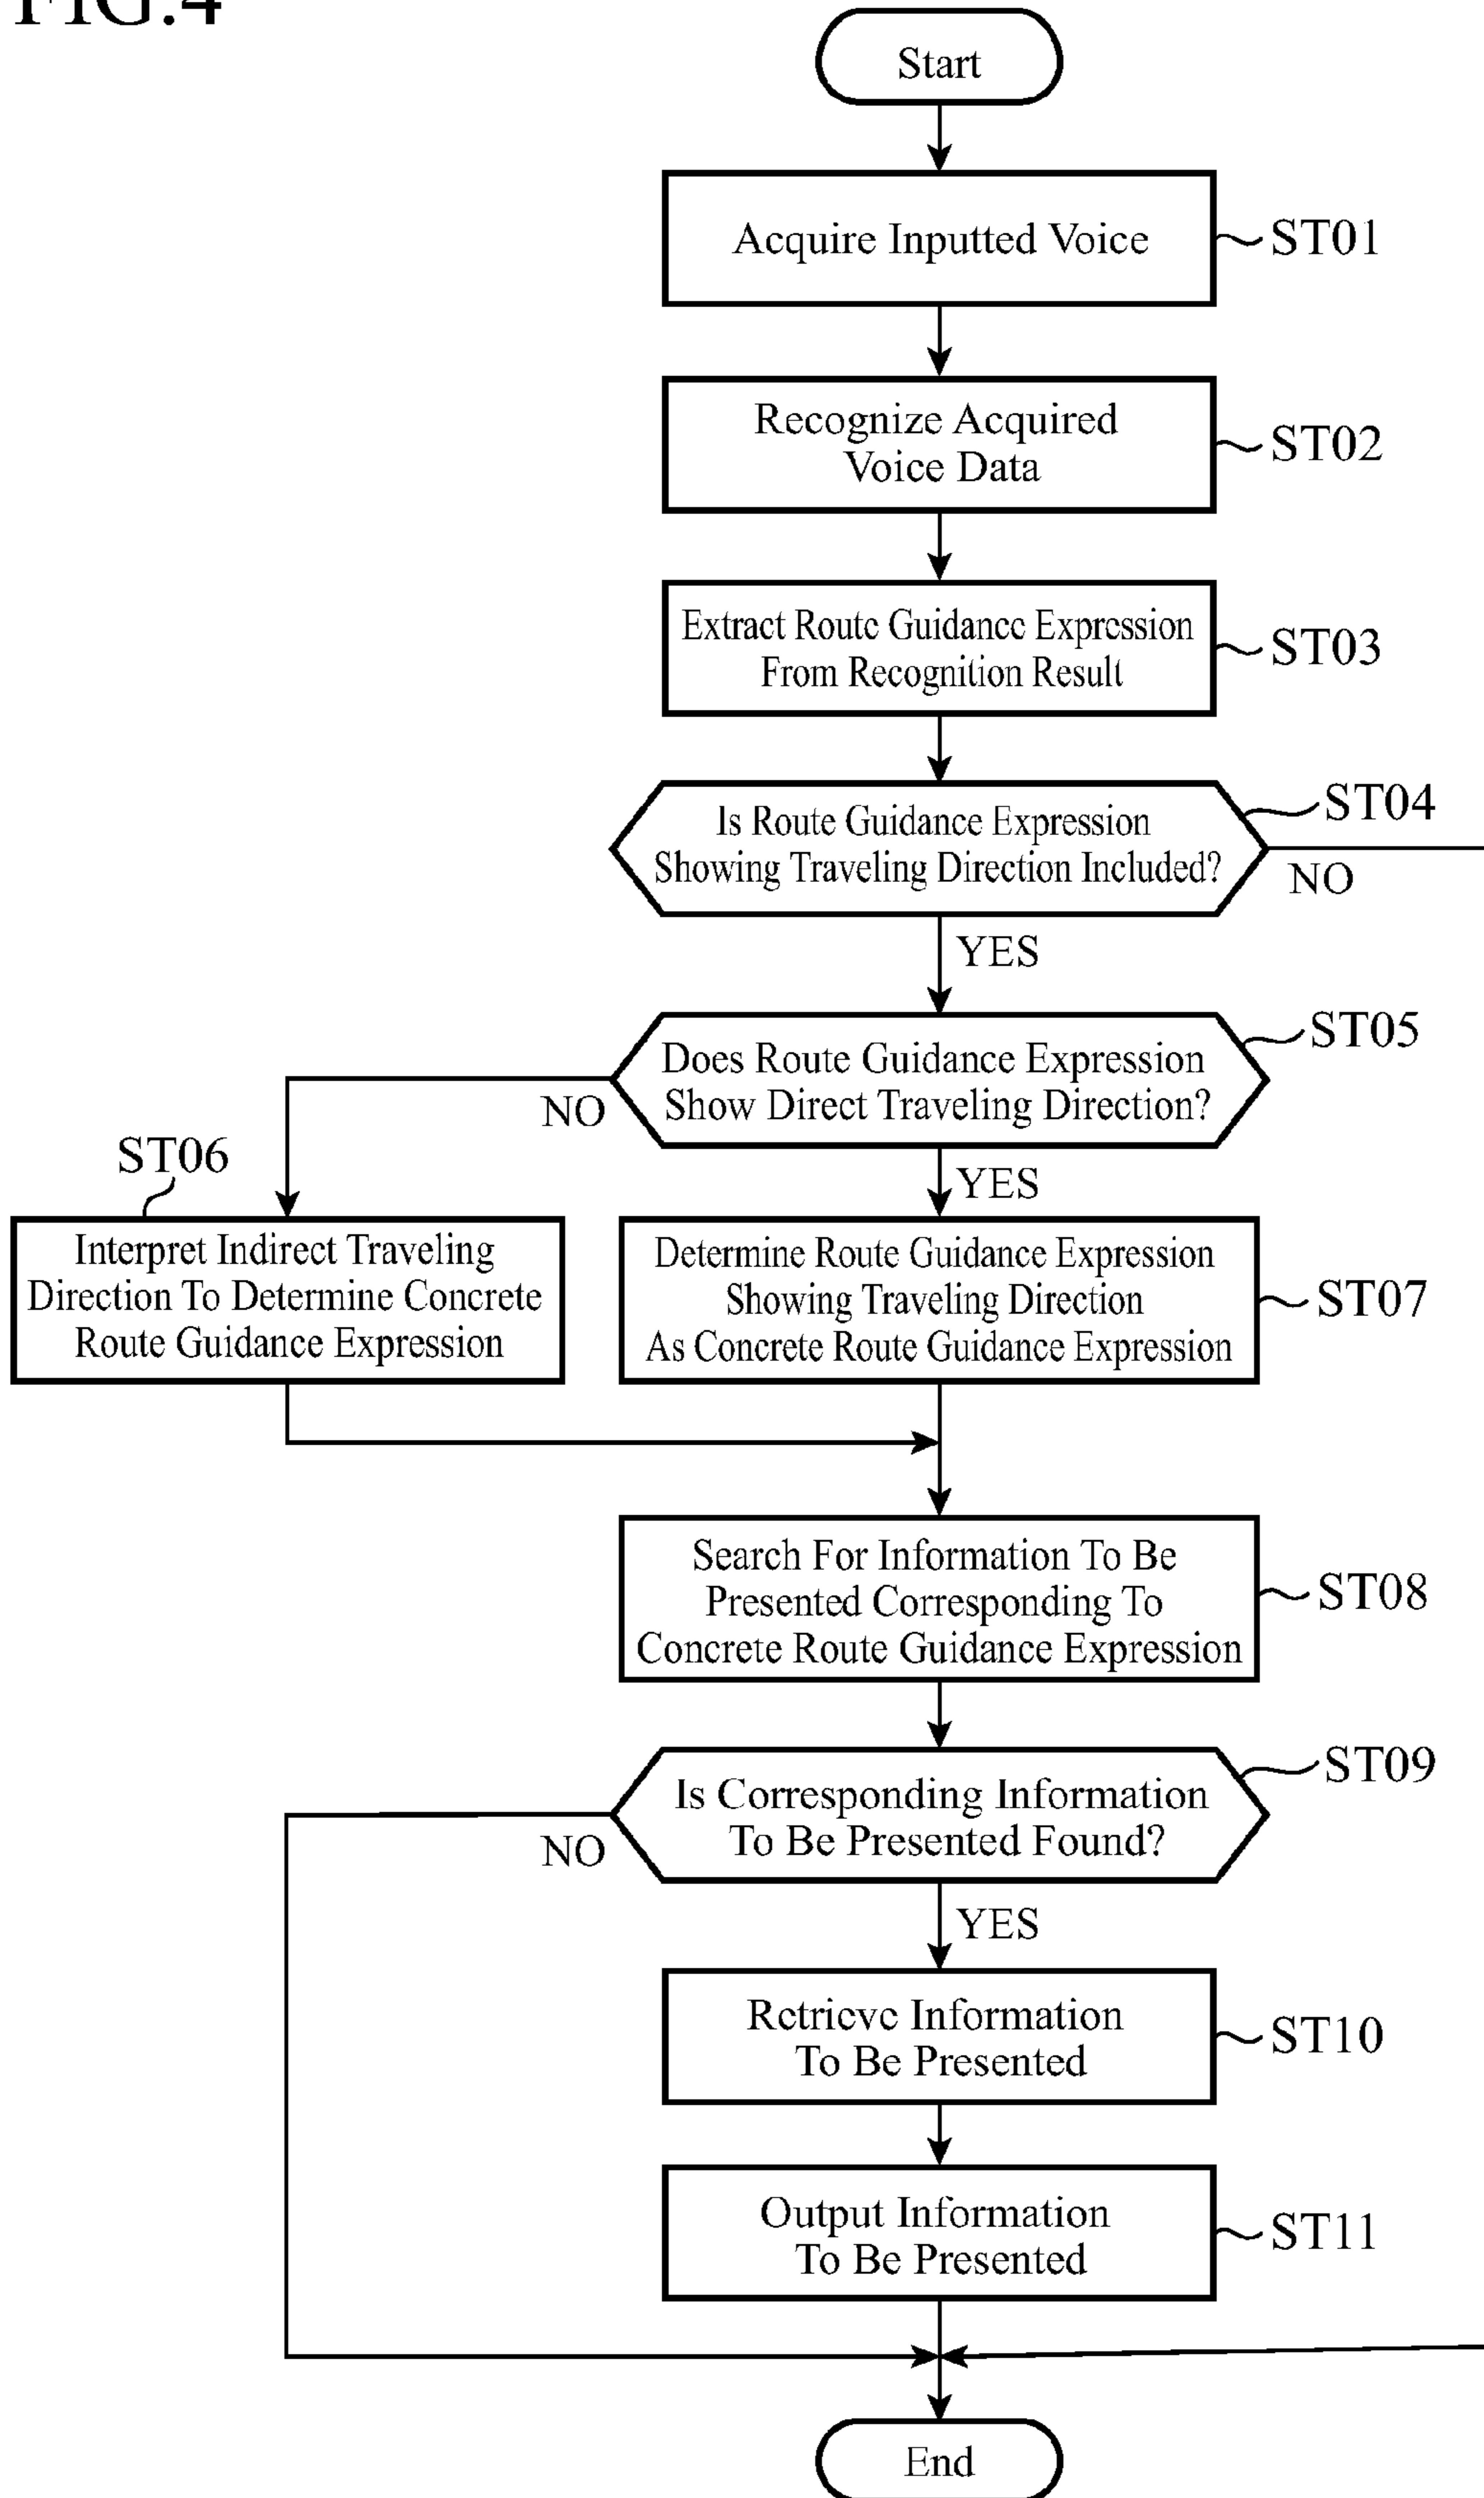 FIG.4
Start
Acquire Inputted Voice
ST01
Recognize Acquired
Voice Data
ST02
Extract Route Guidance Expression
From Recognition Result
ST03
Is Route Guidance Expression
Showing Traveling Direction Included?
ST04
NO
YES
Does Route Guidance Expression
Show Direct Traveling Direction?
ST05
NO
YES
ST06
Interpret Indirect Traveling
Direction To Determine Concrete
Route Guidance Expression
Determine Route Guidance Expression
Showing Traveling Direction
As Concrete Route Guidance Expression
ST07
Search For Information To Be
Presented Corresponding To
Concrete Route Guidance Expression
ST08
Is Corresponding Information
To Be Presented Found?
ST09
NO
YES
Retrieve Information
To Be Presented
ST10
Output Information
To Be Presented
ST11
End